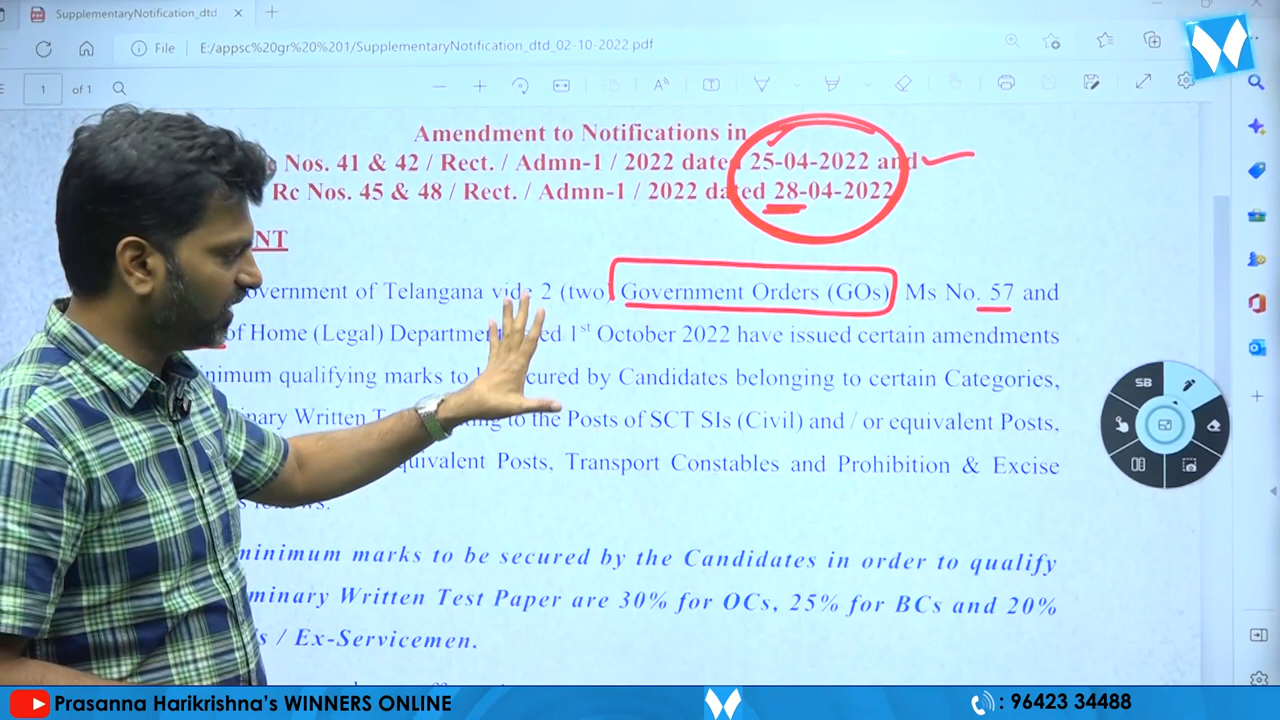 SupplementaryNotification_dtd
File
E:/appsc%20gr%20%201/SupplementaryNotification_dtd_02-10-2022.pdf
1 of 1
Amendment to Notifications in
Nos. 41 & 42 / Rect. / Admn-1 / 2022 dated 25-04-2022 and
Rc Nos. 45 & 48 / Rect. / Admn-1 / 2022 dated 28-04-2022
NT
overnment of Telangana vide 2 (two) Government Orders (GOs) Ms No. 57 and
of Home (Legal) Department 1st October 2022 have issued certain amendments
nimum qualifying marks to be secured by Candidates belonging to certain Categories,
inary Written to the Posts of SCT SIs (Civil) and / or equivalent Posts,
quivalent Posts, Transport Constables and Prohibition & Excise
minimum marks to be secured by the Candidates in order to qualify
minary Written Test Paper are 30% for OCs, 25% for BCs and 20%
s / Ex-Servicemen.
SB
Prasanna Harikrishna's WINNERS ONLINE
: 96423 34488